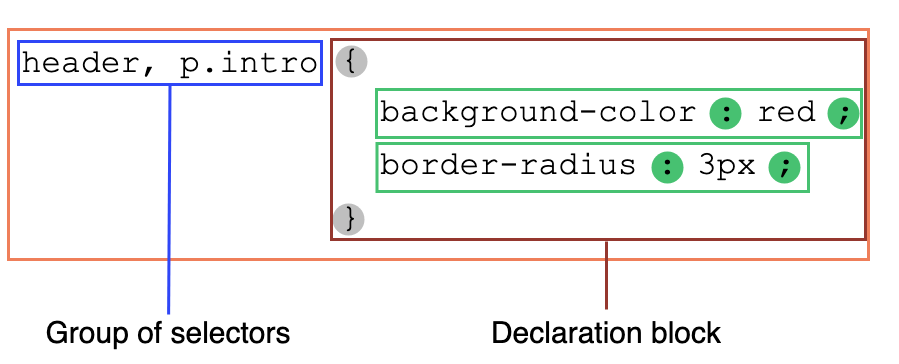 header, p.intro {
background-color : red ;
border-radius : 3px ;
}
Group of selectors
Declaration block